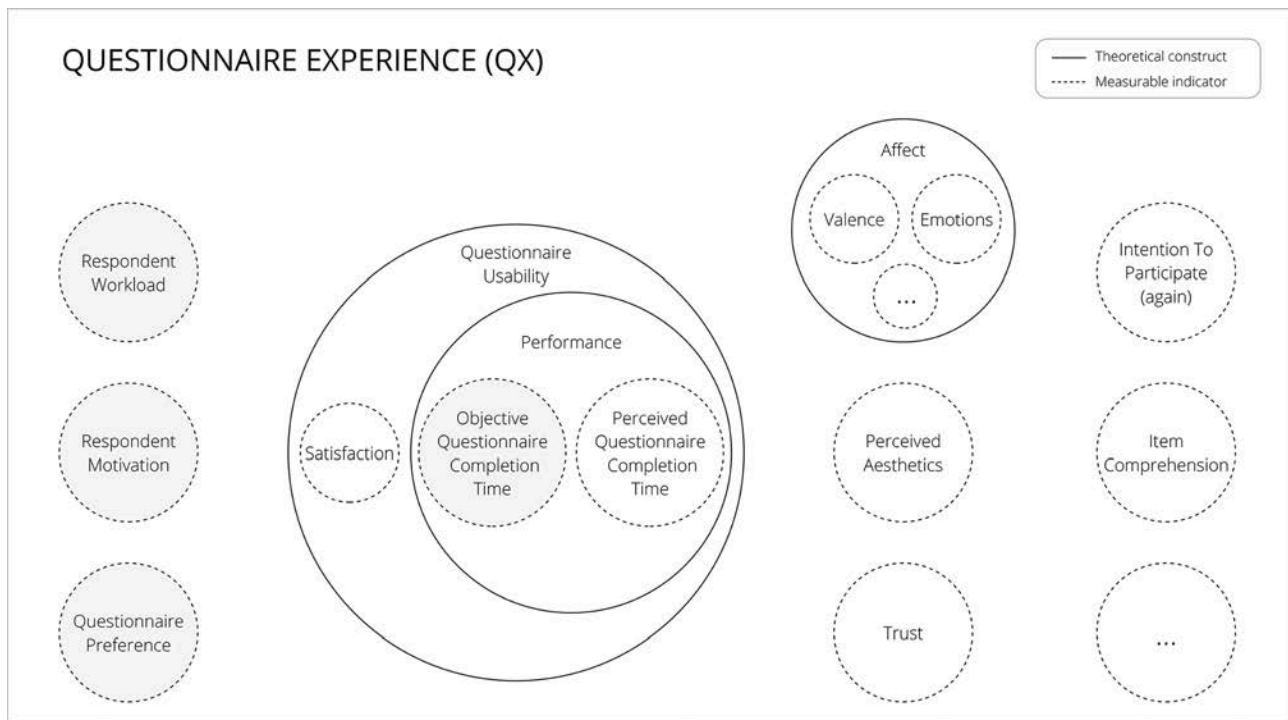 QUESTIONNAIRE EXPERIENCE (QX)
Theoretical construct
Measurable indicator
Respondent
Workload
Respondent
Motivation
Questionnaire
Preference
Questionnaire
Usability
Performance
Satisfaction
Objective
Questionnaire
Completion
Time
Perceived
Questionnaire
Completion
Time
Affect
Valence
Emotions
...
Perceived
Aesthetics
Trust
Intention To
Participate
(again)
Item
Comprehension
...